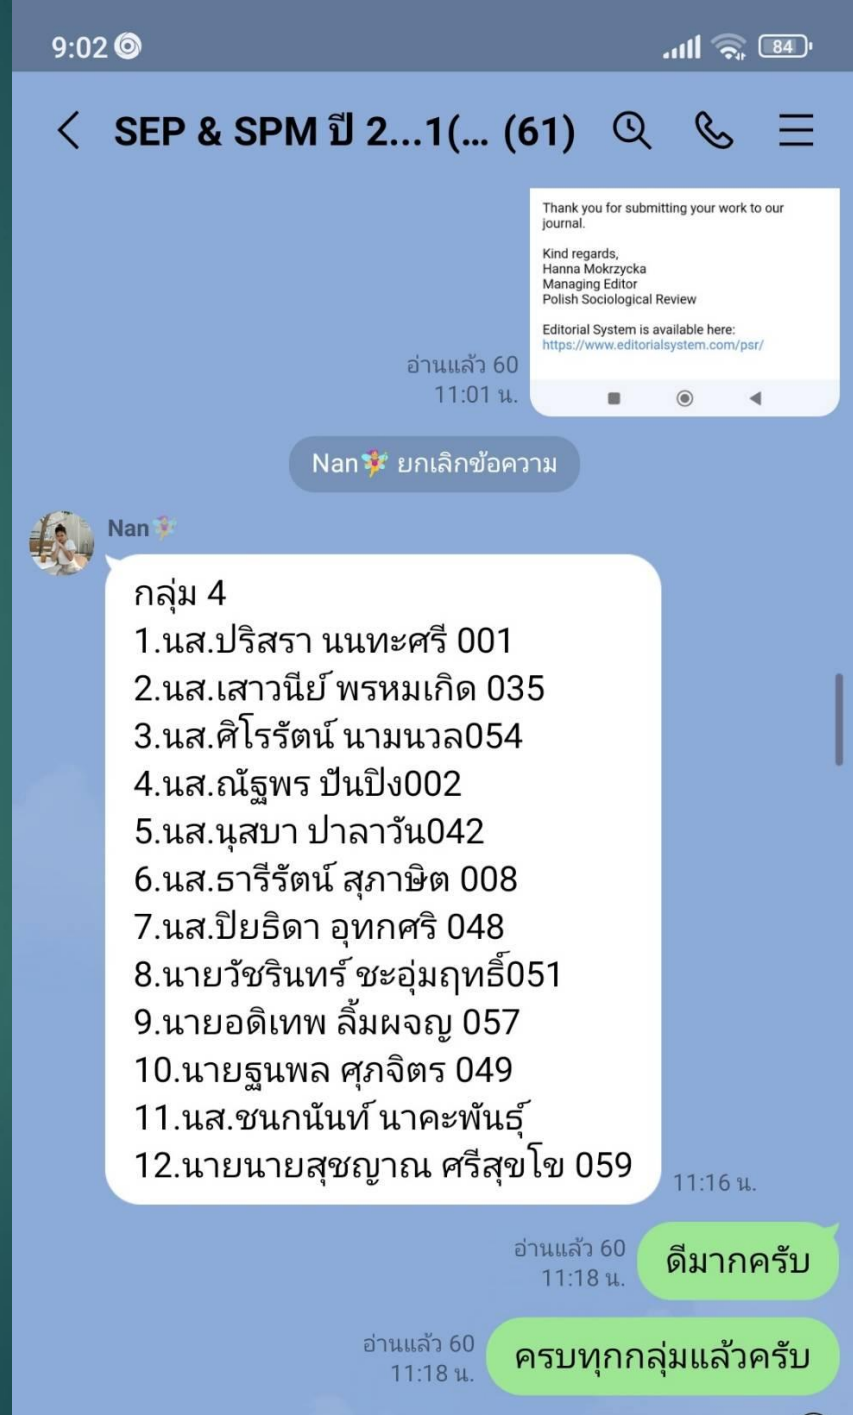 9:02
84
SEP & SPM ปี 2...1(... (61)
Thank you for submitting your work to our
journal.
Kind regards,
Hanna Mokrzycka
Managing Editor
Polish Sociological Review
Editorial System is available here:
https://www.editorialsystem.com/psr/
อ่านแล้ว 60
11:01 น.
Nan🧚 ยกเลิกข้อความ
Nan🧚
กลุ่ม 4
1.นส.ปริสรา นนทะศรี 001
2.นส.เสาวนีย์ พรหมเกิด 035
3.นส.ศิโรรัตน์ นามนวล054
4.นส.ณัฐพร ปันปิง002
5.นส.นุสบา ปาลาวัน042
6.นส.ธารีรัตน์ สุภาษิต 008
7.นส.ปิยธิดา อุทกศริ 048
8.นายวัชรินทร์ ชะอุ่มฤทธิ์051
9.นายอดิเทพ ลิ้มผจญ 057
10.นายฐนพล ศุภจิตร 049
11.นส.ชนกนันท์ นาคะพันธุ์
12.นายนายสุชญาณ ศรีสุขโข 059
11:16 น.
อ่านแล้ว 60
11:18 น.
ดีมากครับ
อ่านแล้ว 60
11:18 น.
ครบทุกกลุ่มแล้วครับ